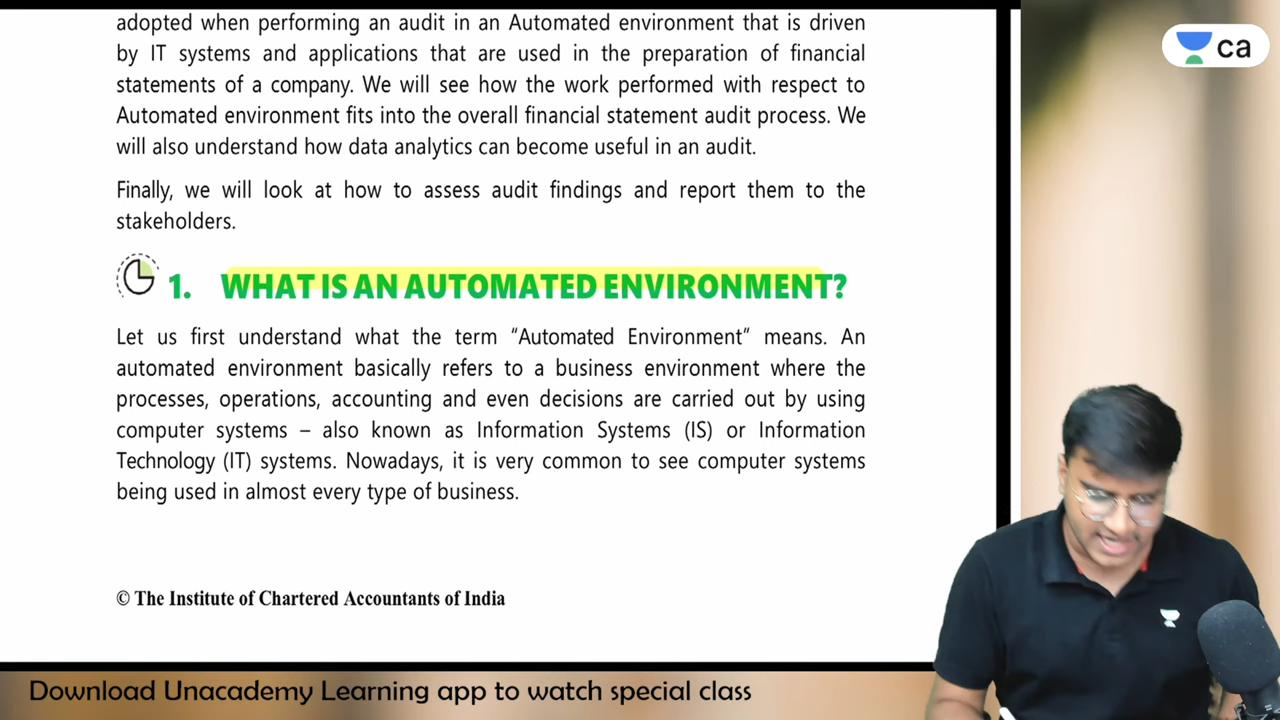 adopted when performing an audit in an Automated environment that is driven
by IT systems and applications that are used in the preparation of financial
statements of a company. We will see how the work performed with respect to
Automated environment fits into the overall financial statement audit process. We
will also understand how data analytics can become useful in an audit.
Finally, we will look at how to assess audit findings and report them to the
stakeholders.
1. WHAT IS AN AUTOMATED ENVIRONMENT?
Let us first understand what the term “Automated Environment“ means. An
automated environment basically refers to a business environment where the
processes, operations, accounting and even decisions are carried out by using
computer systems – also known as Information Systems (IS) or Information
Technology (IT) systems. Nowadays, it is very common to see computer systems
being used in almost every type of business.
© The Institute of Chartered Accountants of India
ca
Download Unacademy Learning app to watch special class